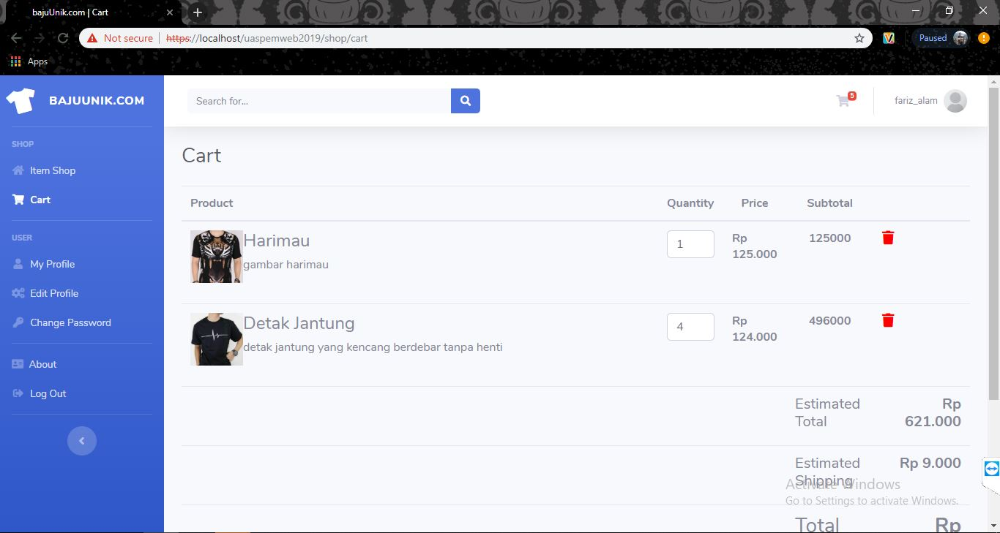 bajuUnik.com | Cart
Not secure | https://localhost/uaspemweb2019/shop/cart
Paused
Apps
BAJUUNIK.COM
Search for...
5
fariz_alam
SHOP
Item Shop
Cart
USER
My Profile
Edit Profile
Change Password
About
Log Out
Cart
Product Quantity Price Subtotal
Harimau
gambar harimau
1
Rp
125.000
125000
Detak Jantung
detak jantung yang kencang berdebar tanpa henti
4
Rp
124.000
496000
Estimated
Total
Rp
621.000
Estimated
Shipping
Rp 9.000
Activate Windows
Go to Settings to activate Windows.
Total Rp